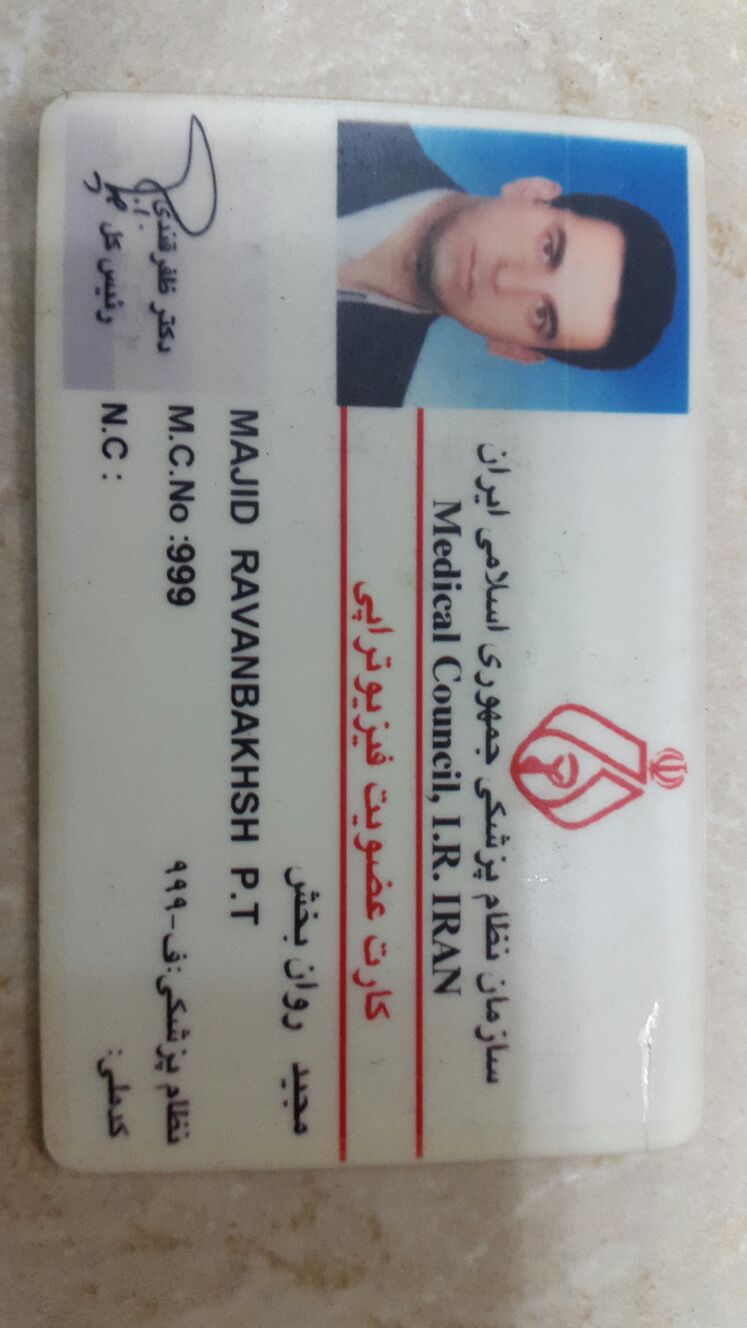 سازمان نظام پزشکی جمهوری اسلامی ایران
Medical Council, I.R. IRAN
کارت عضویت فیزیوتراپی
مجید روان بخش
MAJID RAVANBAKHSH P.T
نظام پزشکی:ف-۹۹۹
M.C.No :999
کدملی:
N.C :
دکتر ظفرقندی
رئیس کل